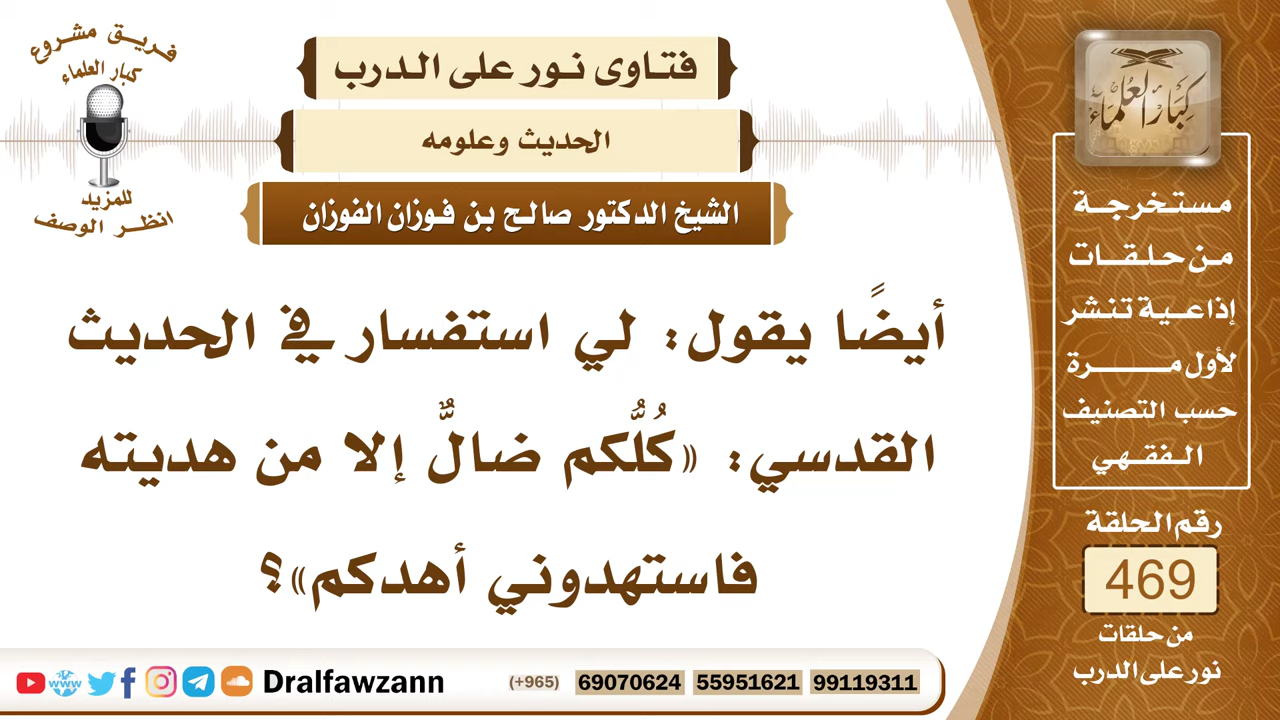 فريق مشروع
كبار العلماء
للمزيد
انظر الوصف
فتاوى نور على الدرب
الحديث وعلومه
الشيخ الدكتور صالح بن فوزان الفوزان
أيضًا يقول: لي استفسار في الحديث
القدسي: «كُلُّكم ضالٌّ إلا من هديته
فاستهدوني أهدكم»؟
كبار العُلماء
مستخرجة
من حلقات
إذاعية تنشر
لأول مرة
حسب التصنيف
الفقهي
رقم الحلقة
469
من حلقات
نور على الدرب
www
Dralfawzann
(+965) 69070624 55951621 99119311